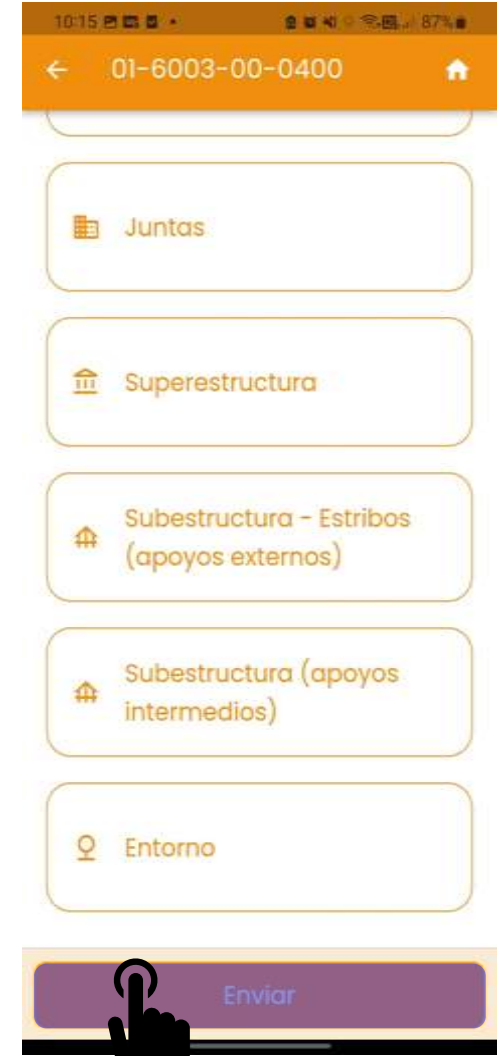 10:15 87%
01-6003-00-0400
Juntas
Superestructura
Subestructura - Estribos
(apoyos externos)
Subestructura (apoyos
intermedios)
Entorno
Enviar